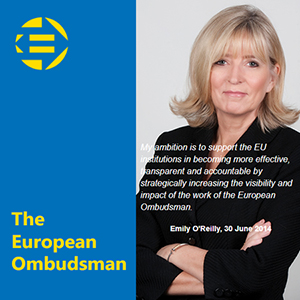 My ambition is to support the EU
institutions in becoming more effective,
transparent and accountable by
strategically increasing the visibility and
impact of the work of the European
Ombudsman.
Emily O'Reilly, 30 June 2014
The
European
Ombudsman